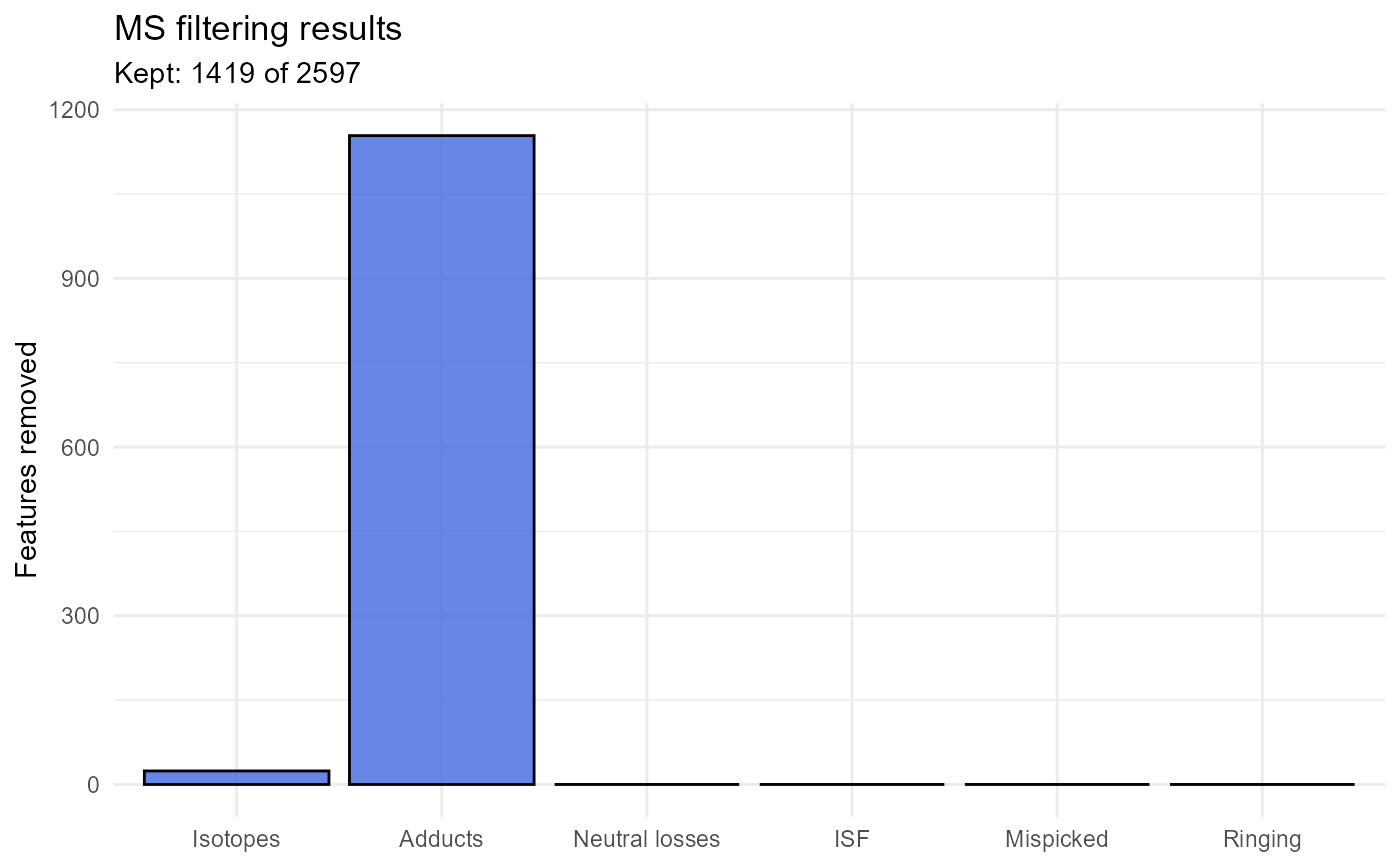 MS filtering results
Kept: 1419 of 2597
Features removed
1200
900
600
300
0
Isotopes Adducts Neutral losses ISF Mispicked Ringing